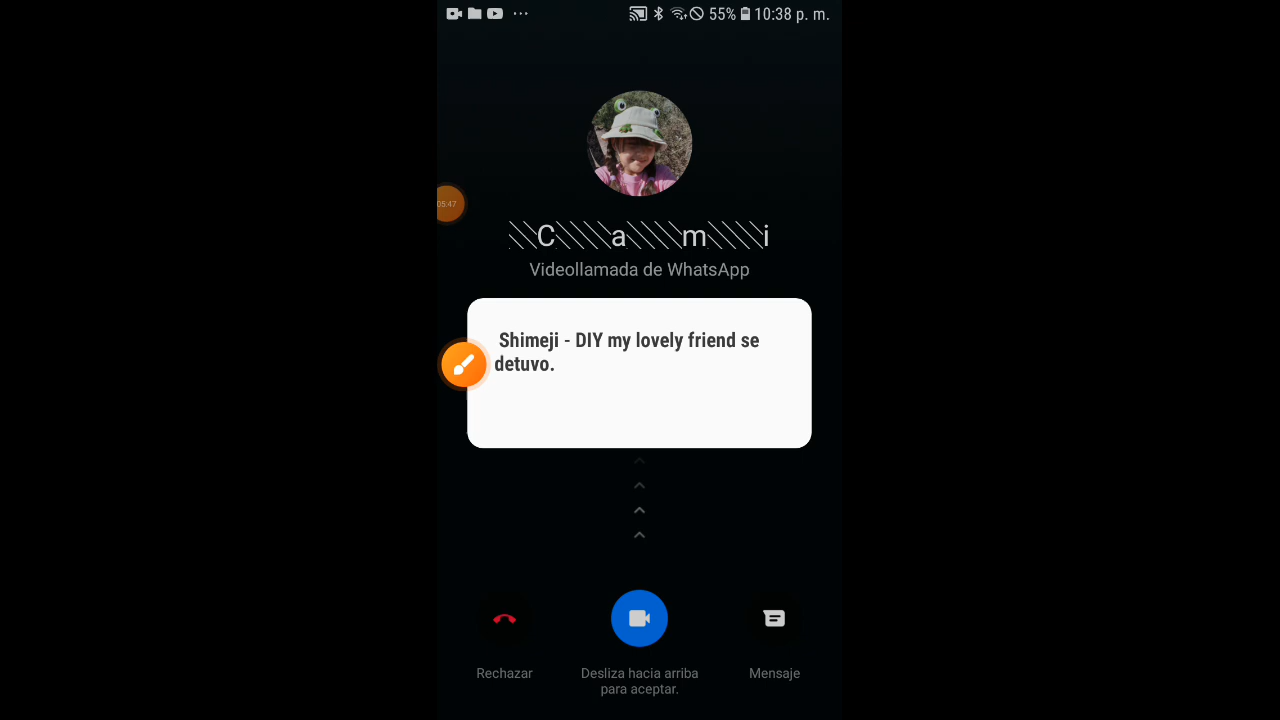 55% 10:38 p. m.
05:47
C a m i
Videollamada de WhatsApp
Shimeji - DIY my lovely friend se
detuvo.
Rechazar
Desliza hacia arriba
para aceptar.
Mensaje